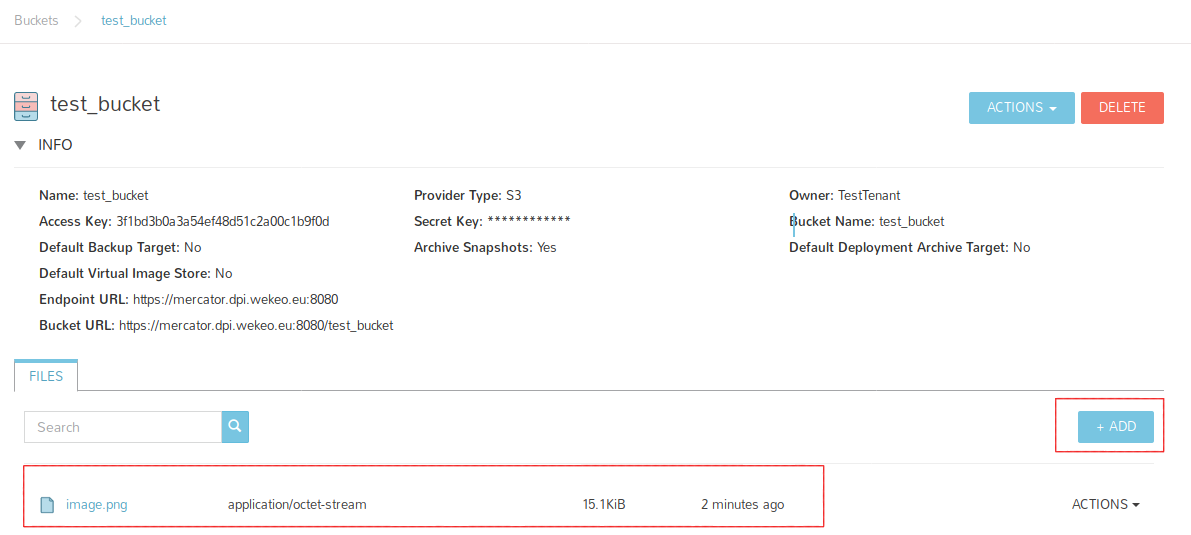 Buckets test_bucket
test_bucket
ACTIONS DELETE
INFO
Name: test_bucket Provider Type: S3 Owner: TestTenant
Access Key: 3f1bd3b0a3a54ef48d51c2a00c1b9f0d Secret Key: ************ Bucket Name: test_bucket
Default Backup Target: No Archive Snapshots: Yes Default Deployment Archive Target: No
Default Virtual Image Store: No
Endpoint URL: https://mercator.dpi.wekeo.eu:8080
Bucket URL: https://mercator.dpi.wekeo.eu:8080/test_bucket
FILES
Search + ADD
image.png application/octet-stream 15.1KiB 2 minutes ago ACTIONS